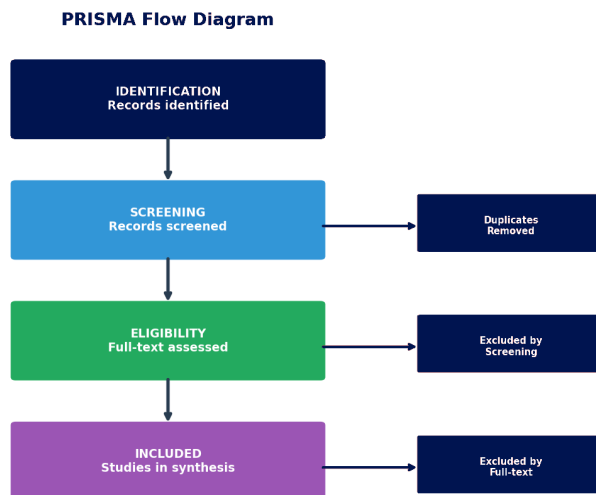 PRISMA Flow Diagram
IDENTIFICATION
Records identified
SCREENING
Records screened
Duplicates
Removed
ELIGIBILITY
Full-text assessed
Excluded by
Screening
INCLUDED
Studies in synthesis
Excluded by
Full-text